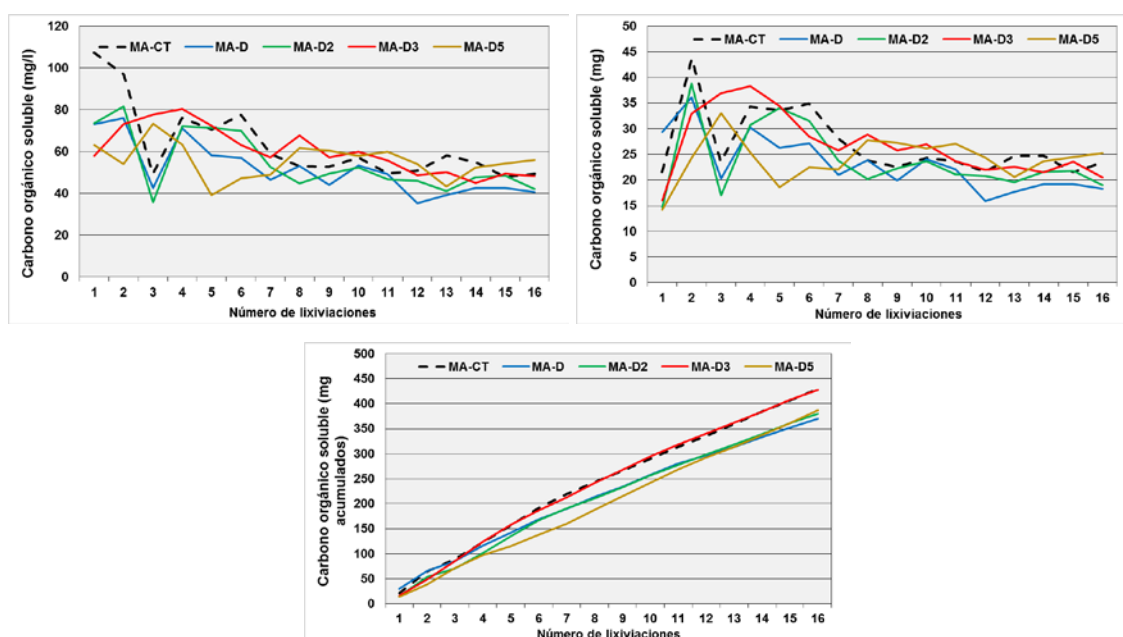 Carbono orgánico soluble (mg/l)
120
100
80
60
40
20
0
MA-CT MA-D MA-D2 MA-D3 MA-D5
1 2 3 4 5 6 7 8 9 10 11 12 13 14 15 16
Número de lixiviaciones
Carbono orgánico soluble (mg)
50
45
40
35
30
25
20
15
10
5
0
MA-CT MA-D MA-D2 MA-D3 MA-D5
1 2 3 4 5 6 7 8 9 10 11 12 13 14 15 16
Número de lixiviaciones
Carbono orgánico soluble (mg
acumulados)
500
450
400
350
300
250
200
150
100
50
0
MA-CT MA-D MA-D2 MA-D3 MA-D5
1 2 3 4 5 6 7 8 9 10 11 12 13 14 15 16
Número de lixiviaciones